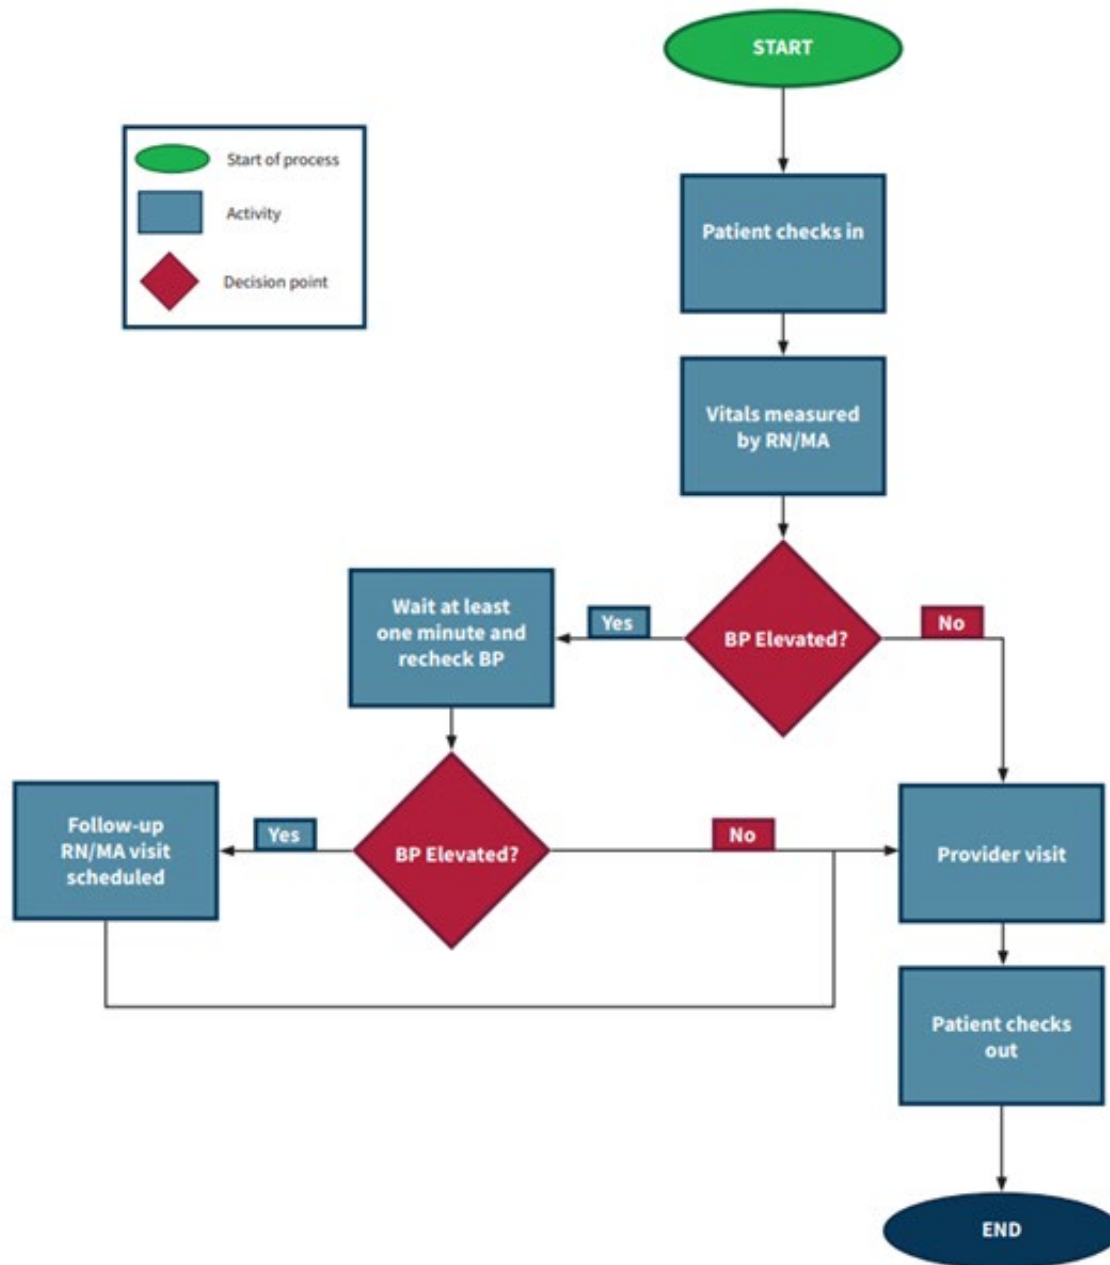 START
Start of process
Activity
Decision point
Patient checks in
Vitals measured
by RN/MA
BP Elevated?
Yes
No
Wait at least
one minute and
recheck BP
BP Elevated?
Yes
No
Follow-up
RN/MA visit
scheduled
Provider visit
Patient checks
out
END